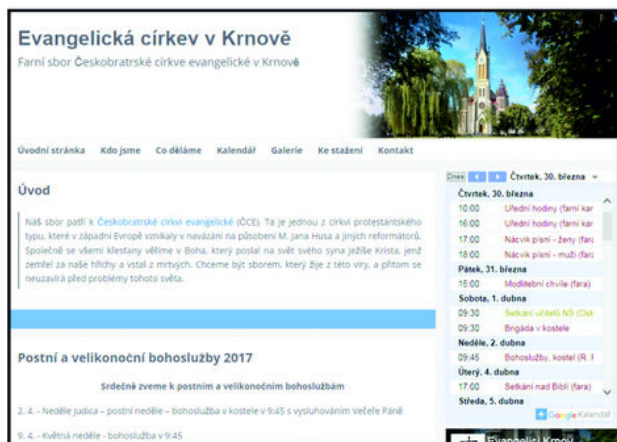 Evangelická církev v Krnově
Farní sbor Českobratrské církve evangelické v Krnově
Úvodní stránka Kdo jsme Co děláme Kalendář Galerie Ke stažení Kontakt
Úvod
Náš sbor patří k Českobratrské církvi evangelické (ČCE). Ta je jednou z církví protestantského
typu, které v západní Evropě vznikaly v navázání na působení M. Jana Husa a jiných reformátorů.
Společně se všemi křesťany věříme v Boha, který poslal na svět svého syna Ježíše Krista, jenž
zemřel za naše hříchy a vstal z mrtvých. Chceme být sborem, který žije z této víry, a přitom se
neuzavírá před problémy tohoto světa.
Postní a velikonoční bohoslužby 2017
Srdečně zveme k postním a velikonočním bohoslužbám
2. 4. - Neděle Judica – postní neděle – bohoslužba v kostele v 9:45 s vysluhováním Večeře Páně
9. 4. - Květná neděle - bohoslužba v 9:45
Dnes Čtvrtek, 30. března
Čtvrtek, 30. března
10:00 Úřední hodiny (farní kar
16:00 Úřední hodiny (farní kar
17:00 Nácvik písní - ženy (fara
18:00 Nácvik písní - muži (fara
Pátek, 31. března
15:00 Modlitební chvíle (fara)
Sobota, 1. dubna
09:30 Setkání učitelů NS (Ost
09:30 Brigáda v kostele
Neděle, 2. dubna
09:45 Bohoslužby, kostel (R. F
Úterý, 4. dubna
17:00 Setkání nad Biblí (fara)
Středa, 5. dubna
Google Kalendář
Evangelíci Krnov